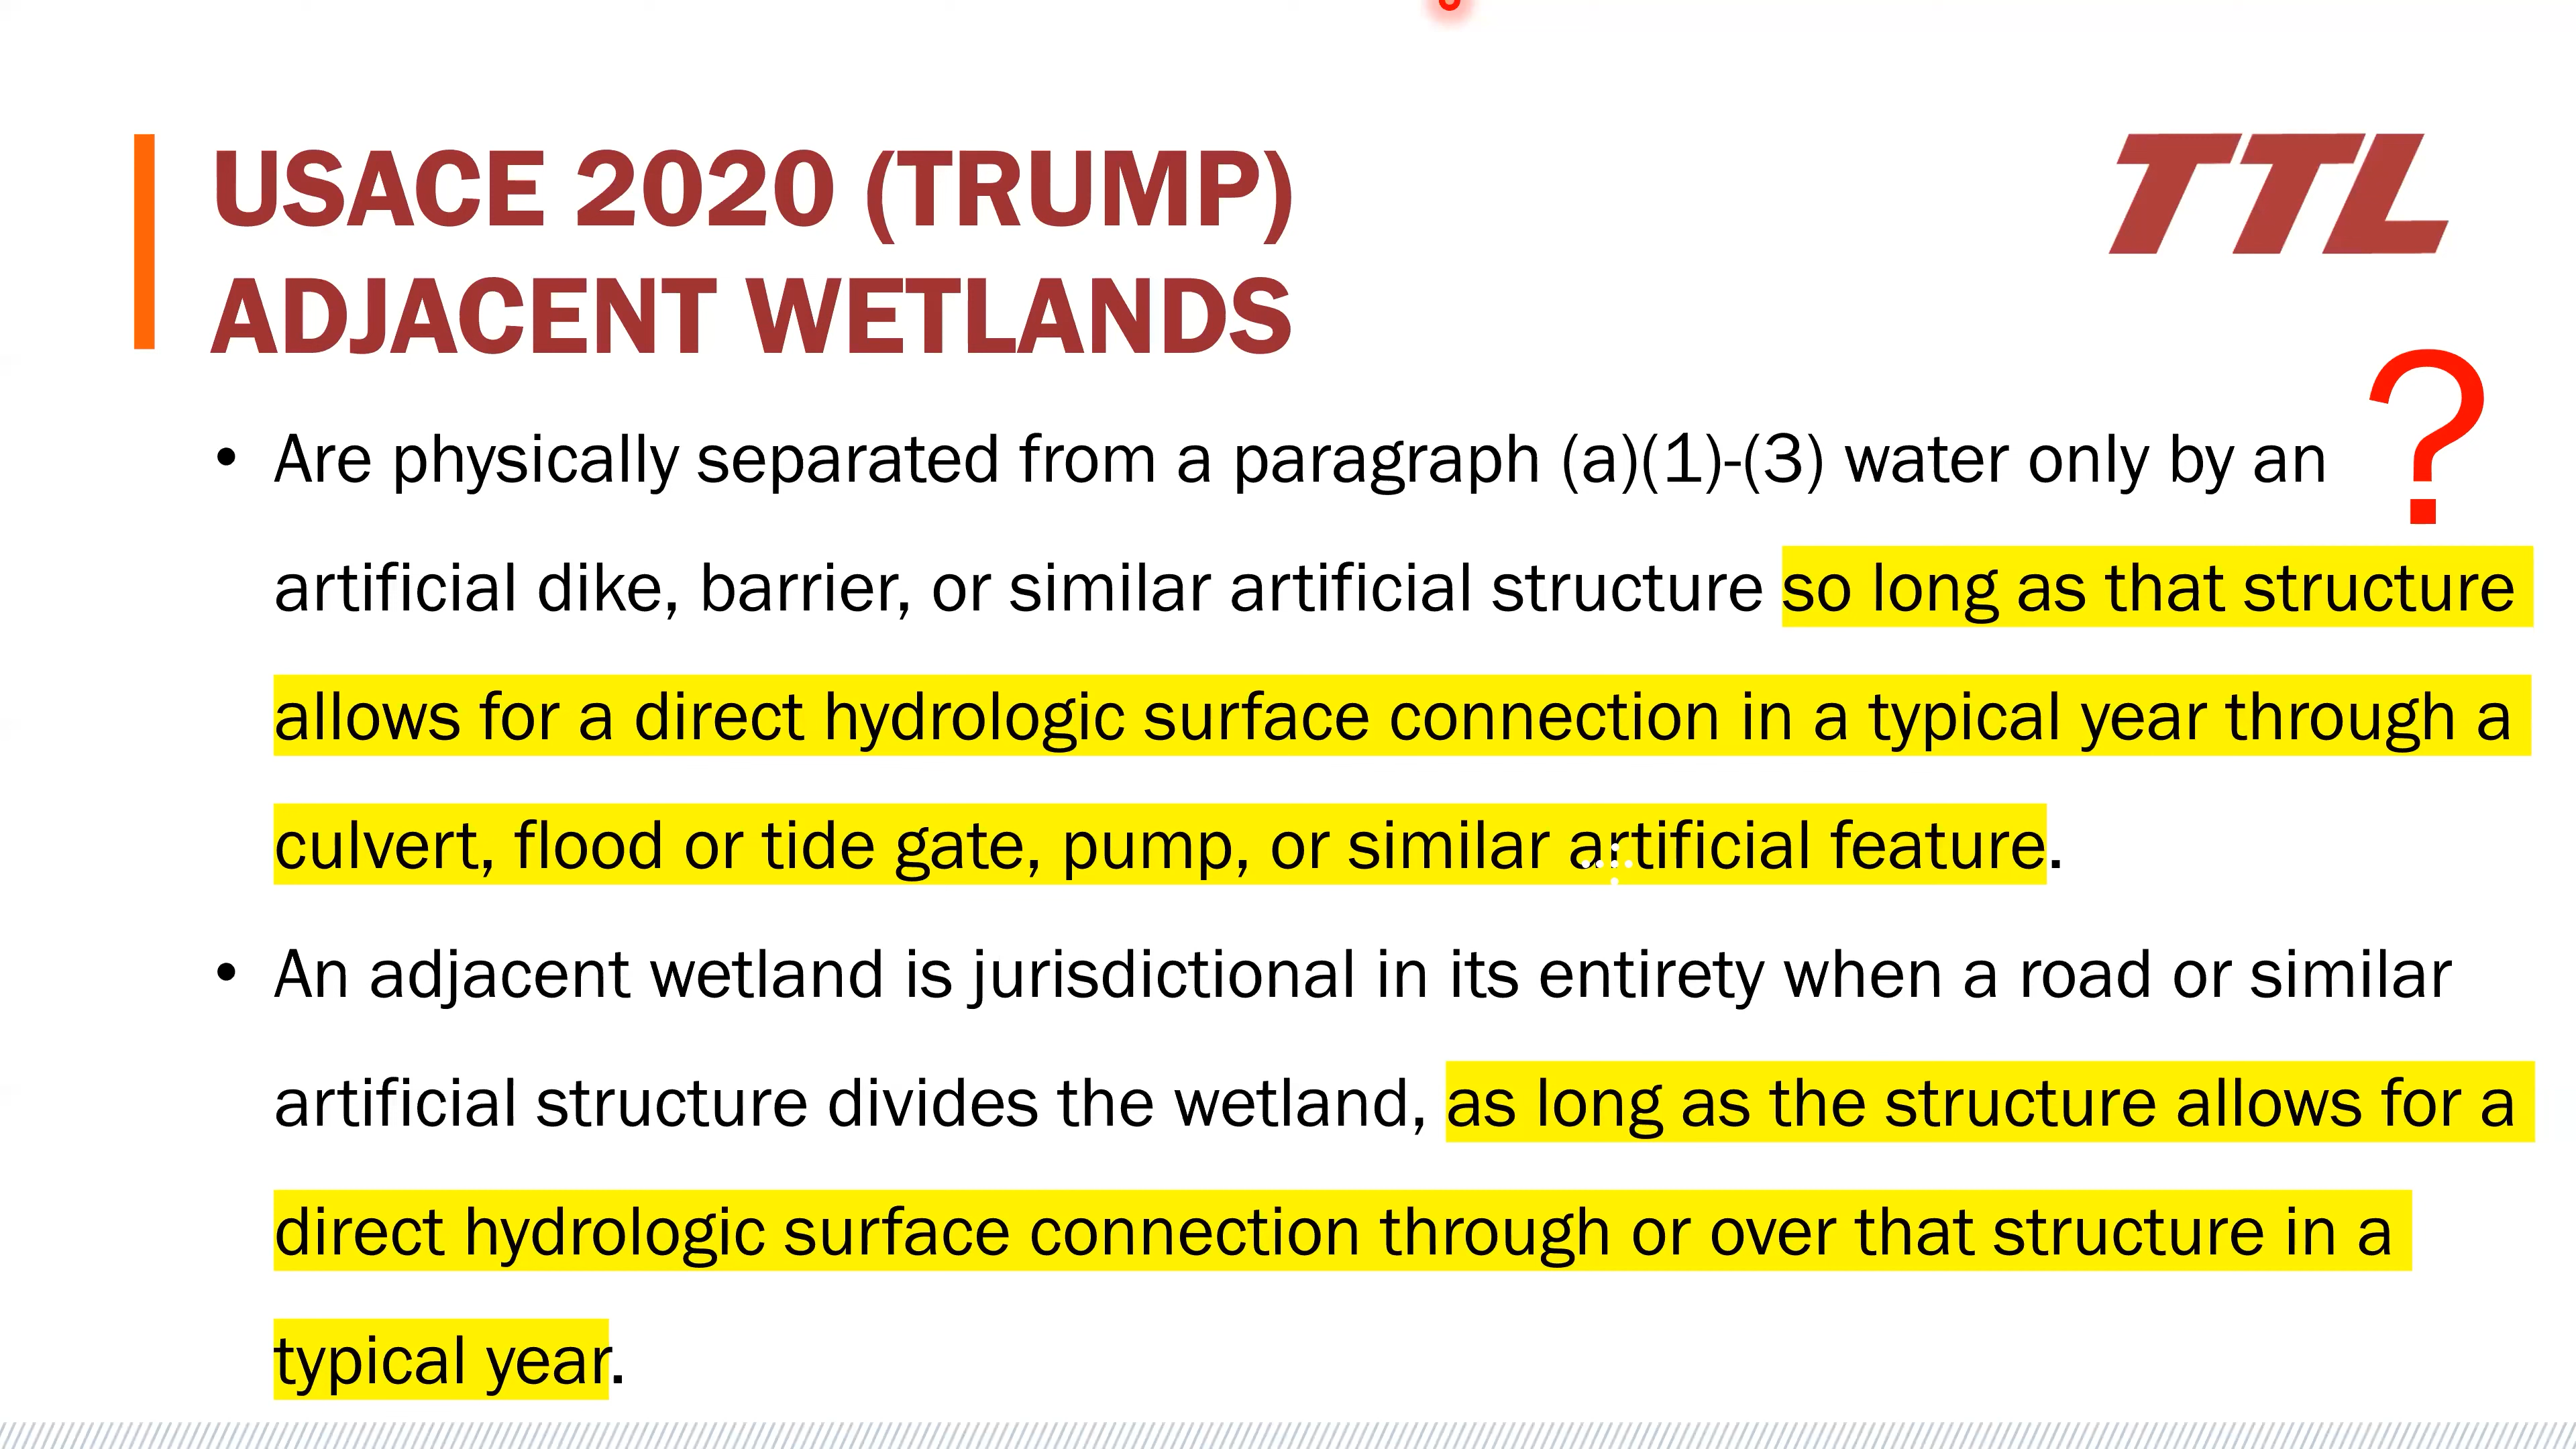 USACE 2020 (TRUMP)
ADJACENT WETLANDS
TTL
?
• Are physically separated from a paragraph (a)(1)-(3) water only by an
artificial dike, barrier, or similar artificial structure so long as that structure
allows for a direct hydrologic surface connection in a typical year through a
culvert, flood or tide gate, pump, or similar artificial feature.
• An adjacent wetland is jurisdictional in its entirety when a road or similar
artificial structure divides the wetland, as long as the structure allows for a
direct hydrologic surface connection through or over that structure in a
typical year.